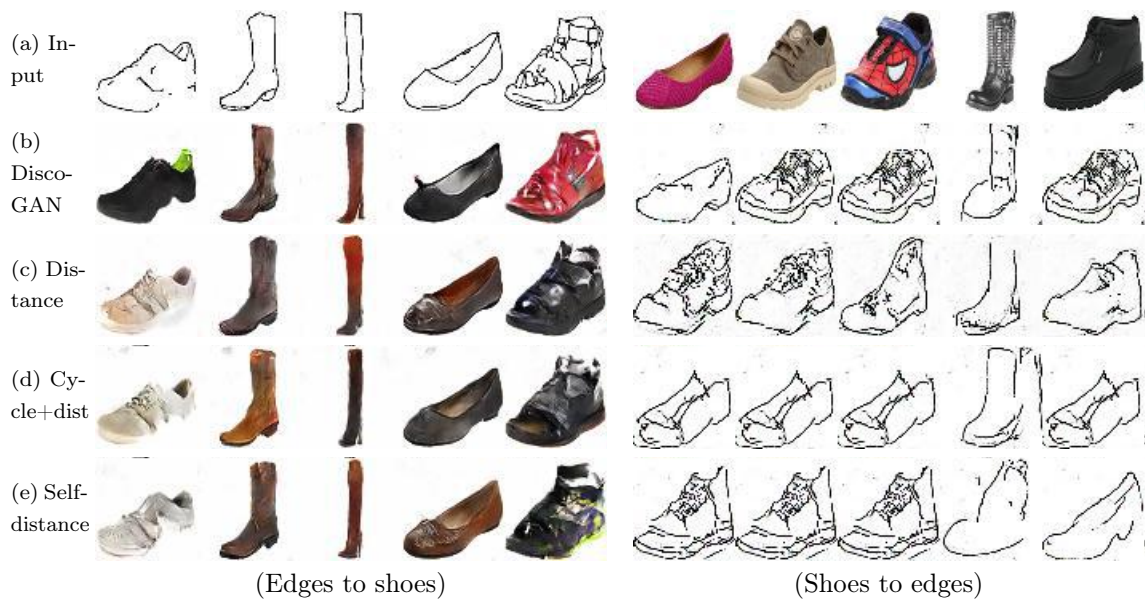 (a) In-
put
(b)
Disco-
GAN
(c) Dis-
tance
(d) Cy-
cle+dist
(e) Self-
distance
(Edges to shoes)
(Shoes to edges)